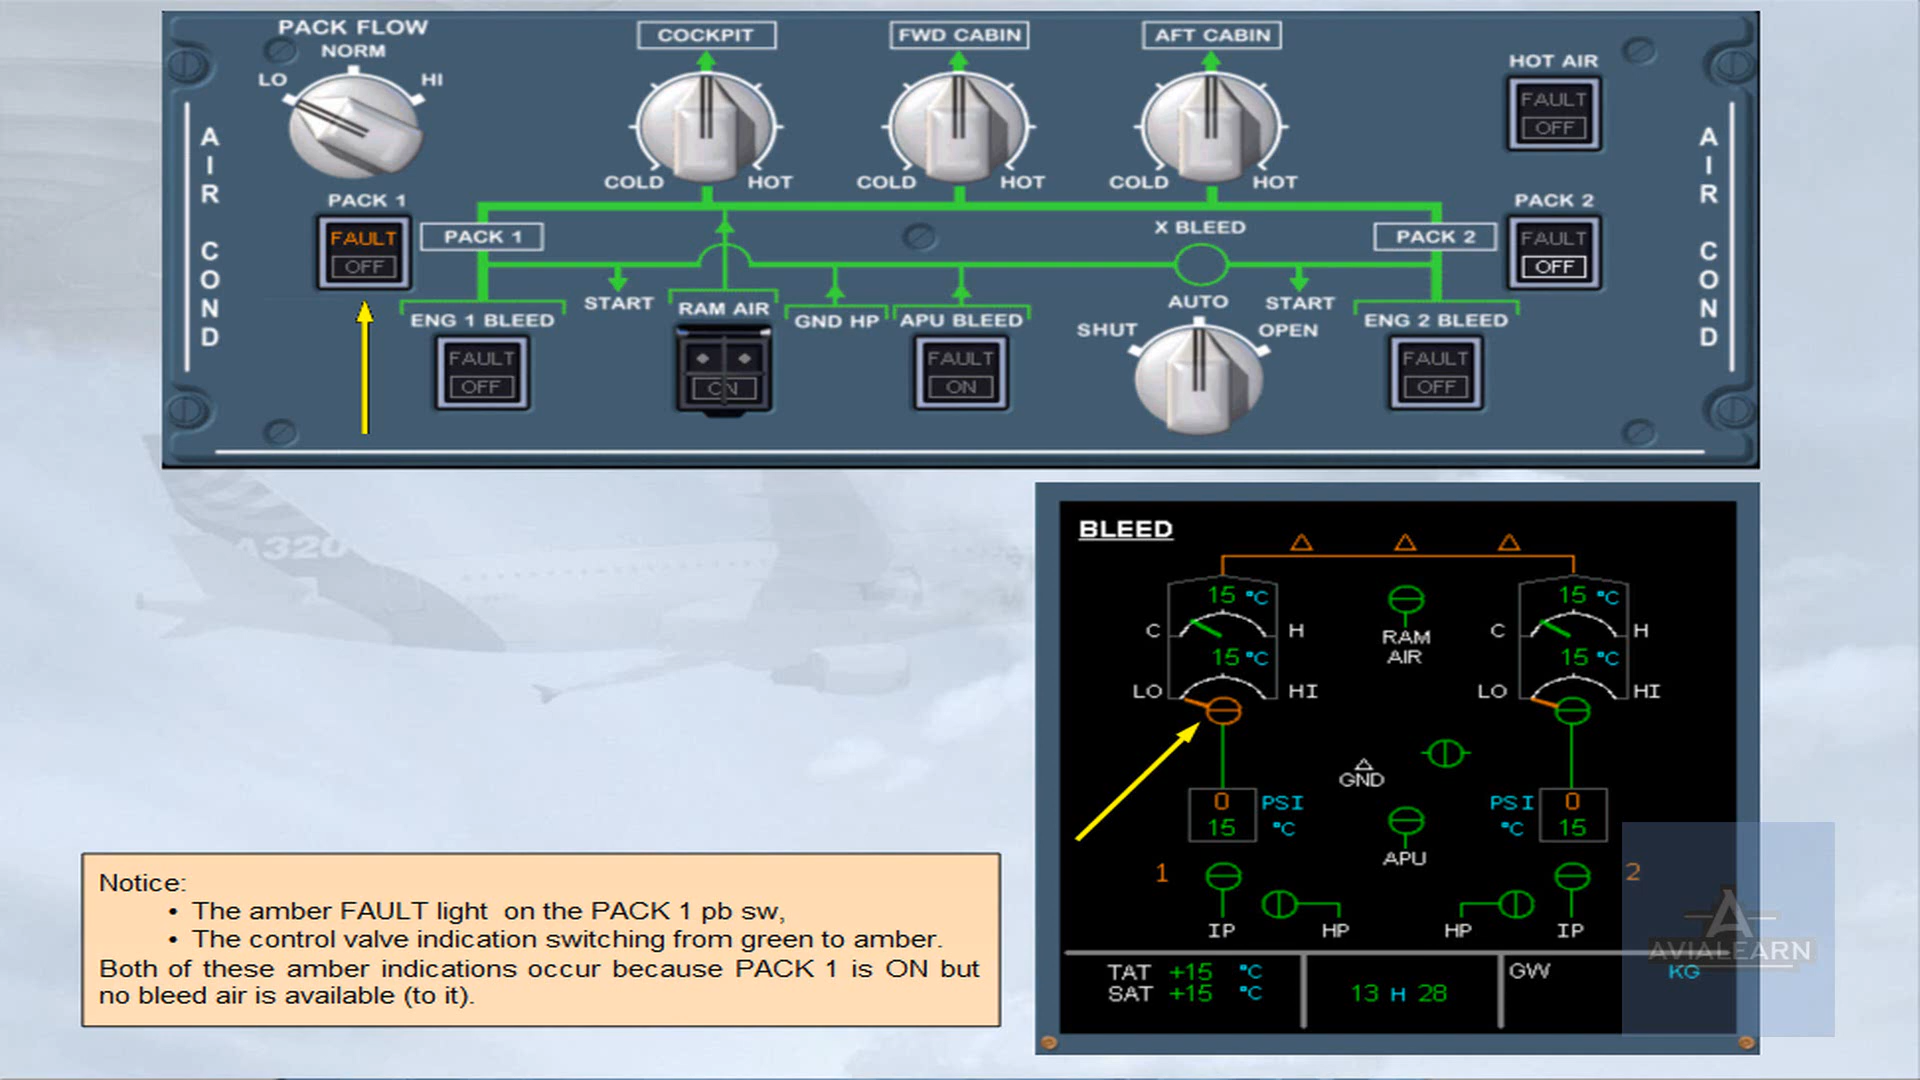 PACK FLOW
NORM
LO
HI
COCKPIT
FWD CABIN
AFT CABIN
HOT AIR
FAULT
OFF
COLD
HOT
COLD
HOT
COLD
HOT
AIR COND
AIR COND
PACK 1
FAULT
OFF
PACK 1
X BLEED
PACK 2
PACK 2
FAULT
OFF
START
RAM AIR
GND HP
APU BLEED
AUTO
START
ENG 1 BLEED
ENG 2 BLEED
SHUT
OPEN
FAULT
OFF
ON
FAULT
ON
FAULT
OFF
A320
BLEED
15 °C
15 °C
C
H
RAM
AIR
C
H
15 °C
15 °C
LO
HI
LO
HI
GND
0 PSI
15 °C
PSI 0
°C 15
APU
1
2
IP
HP
HP
IP
TAT +15 °C
SAT +15 °C
13 H 28
GW
KG
AVIALEARN
Notice:
• The amber FAULT light on the PACK 1 pb sw,
• The control valve indication switching from green to amber.
Both of these amber indications occur because PACK 1 is ON but
no bleed air is available (to it).